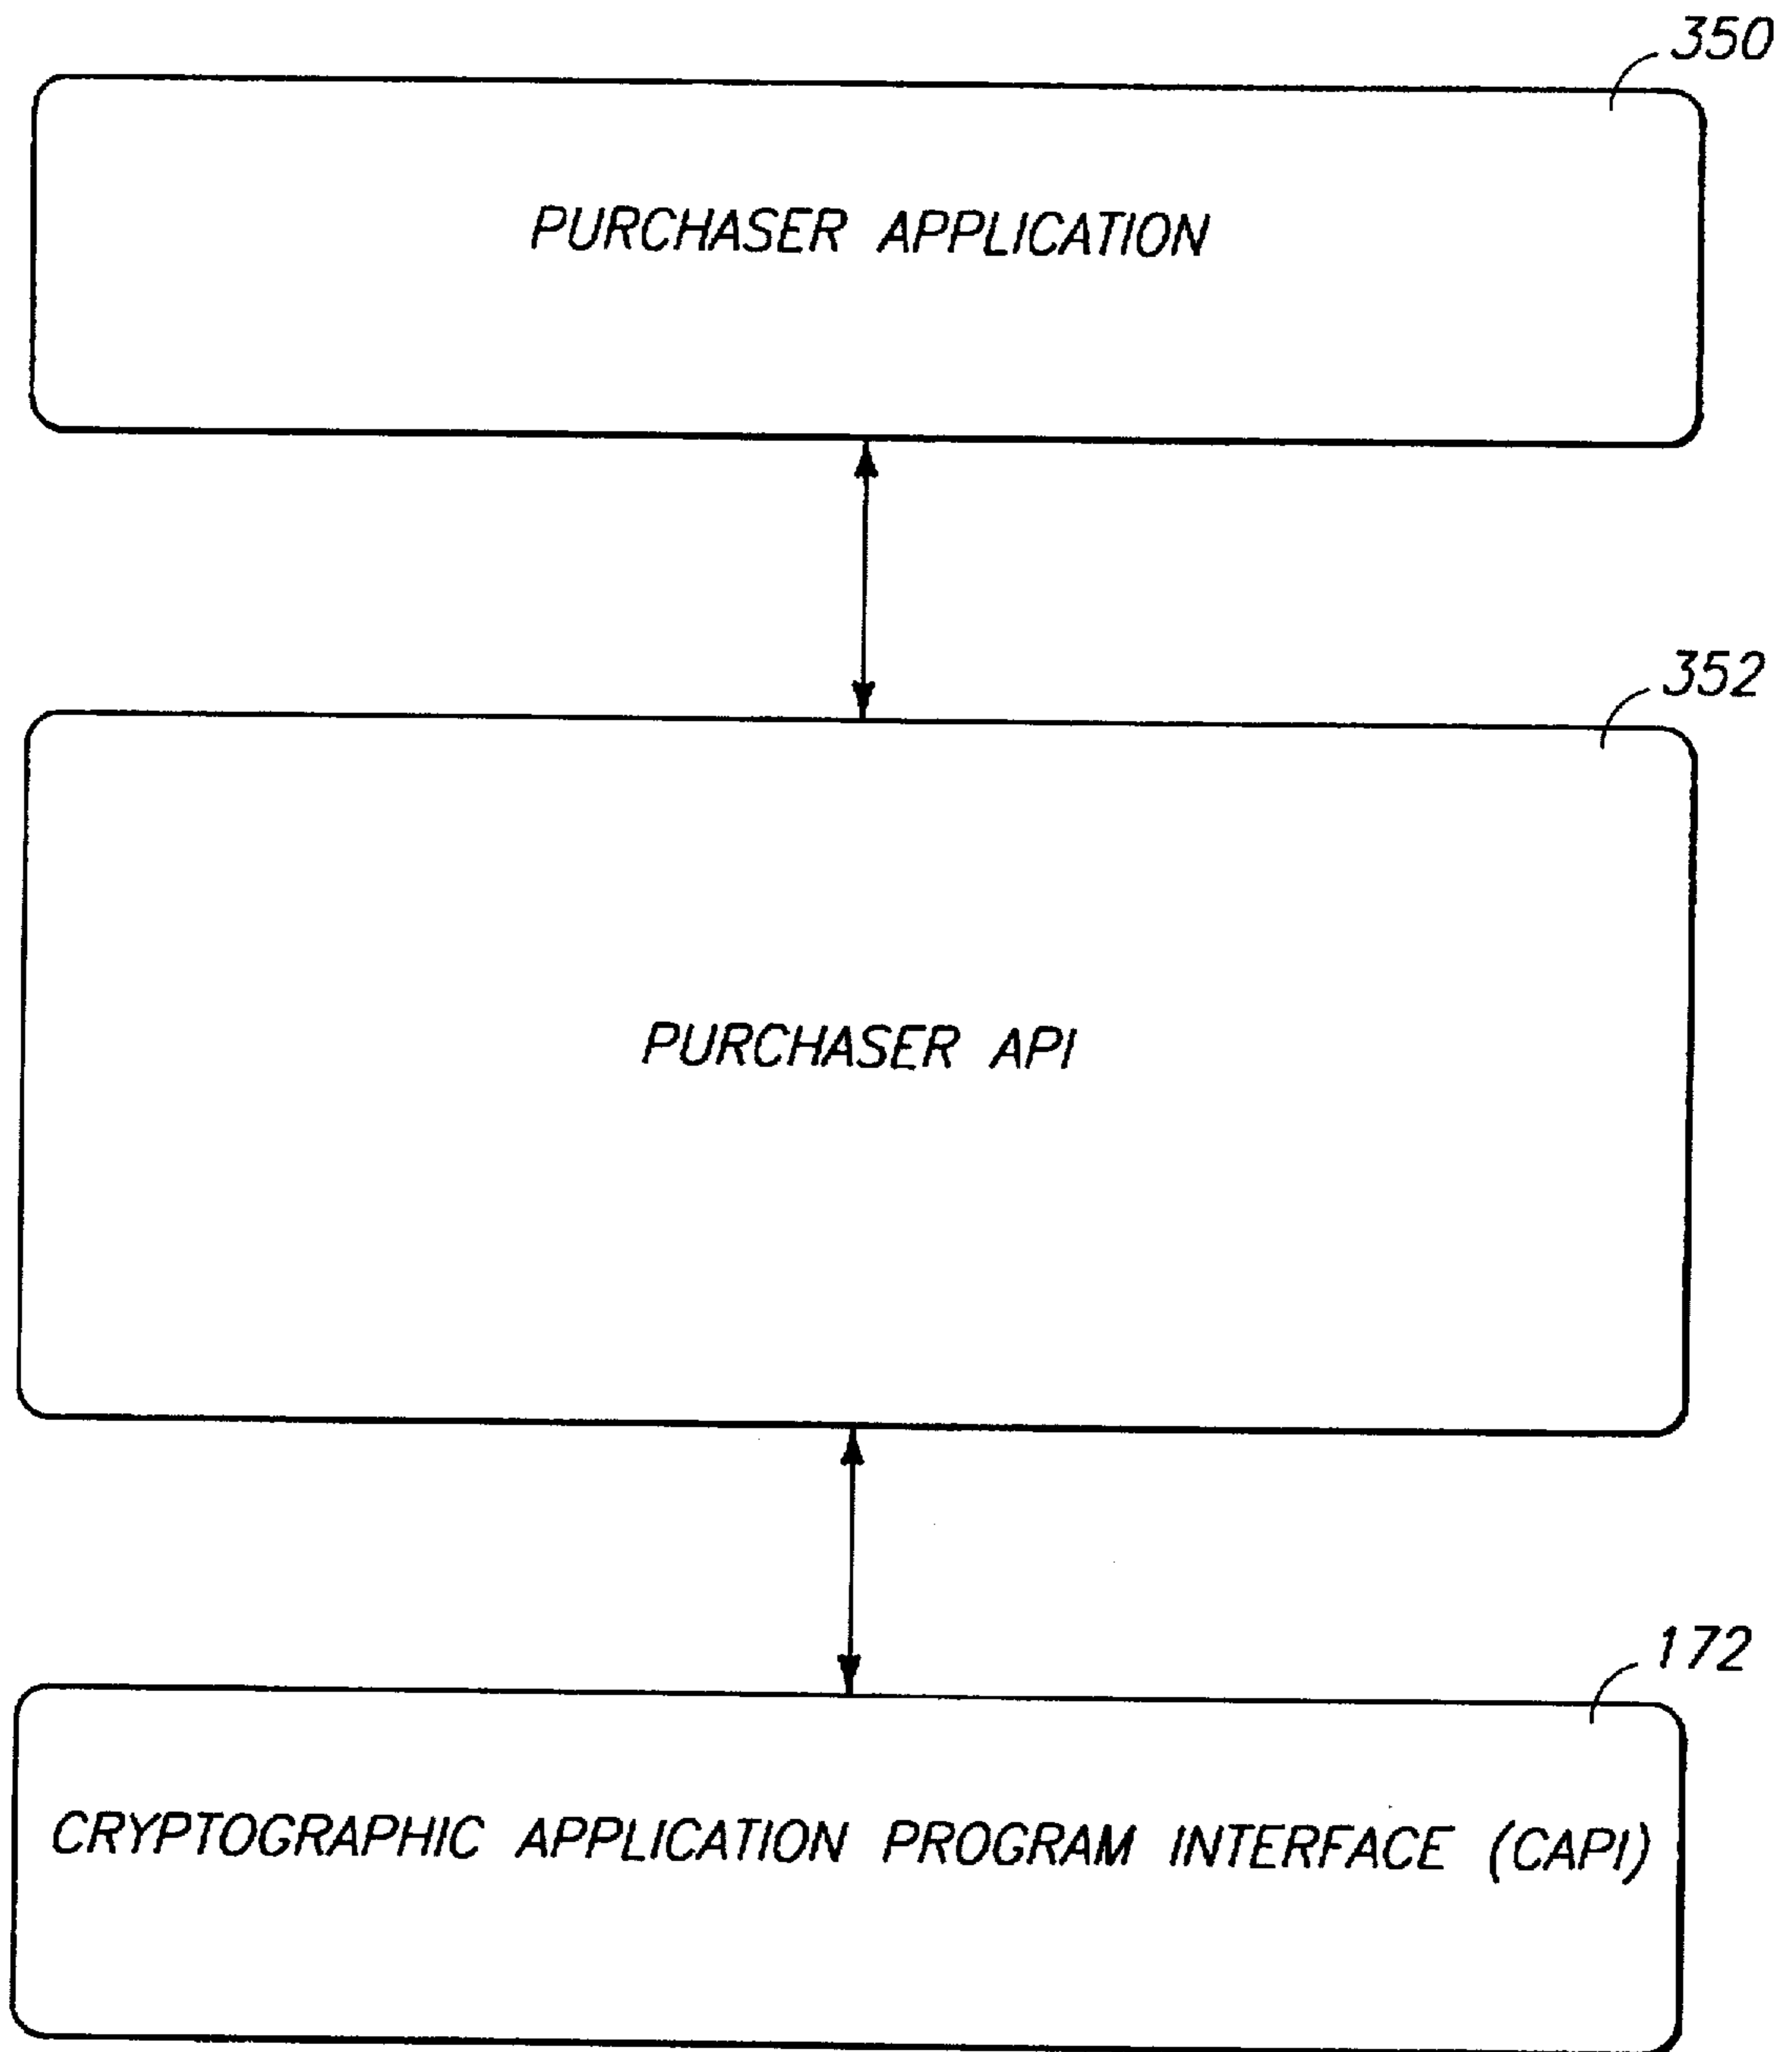 350
PURCHASER APPLICATION
352
PURCHASER API
172
CRYPTOGRAPHIC APPLICATION PROGRAM INTERFACE (CAPI)